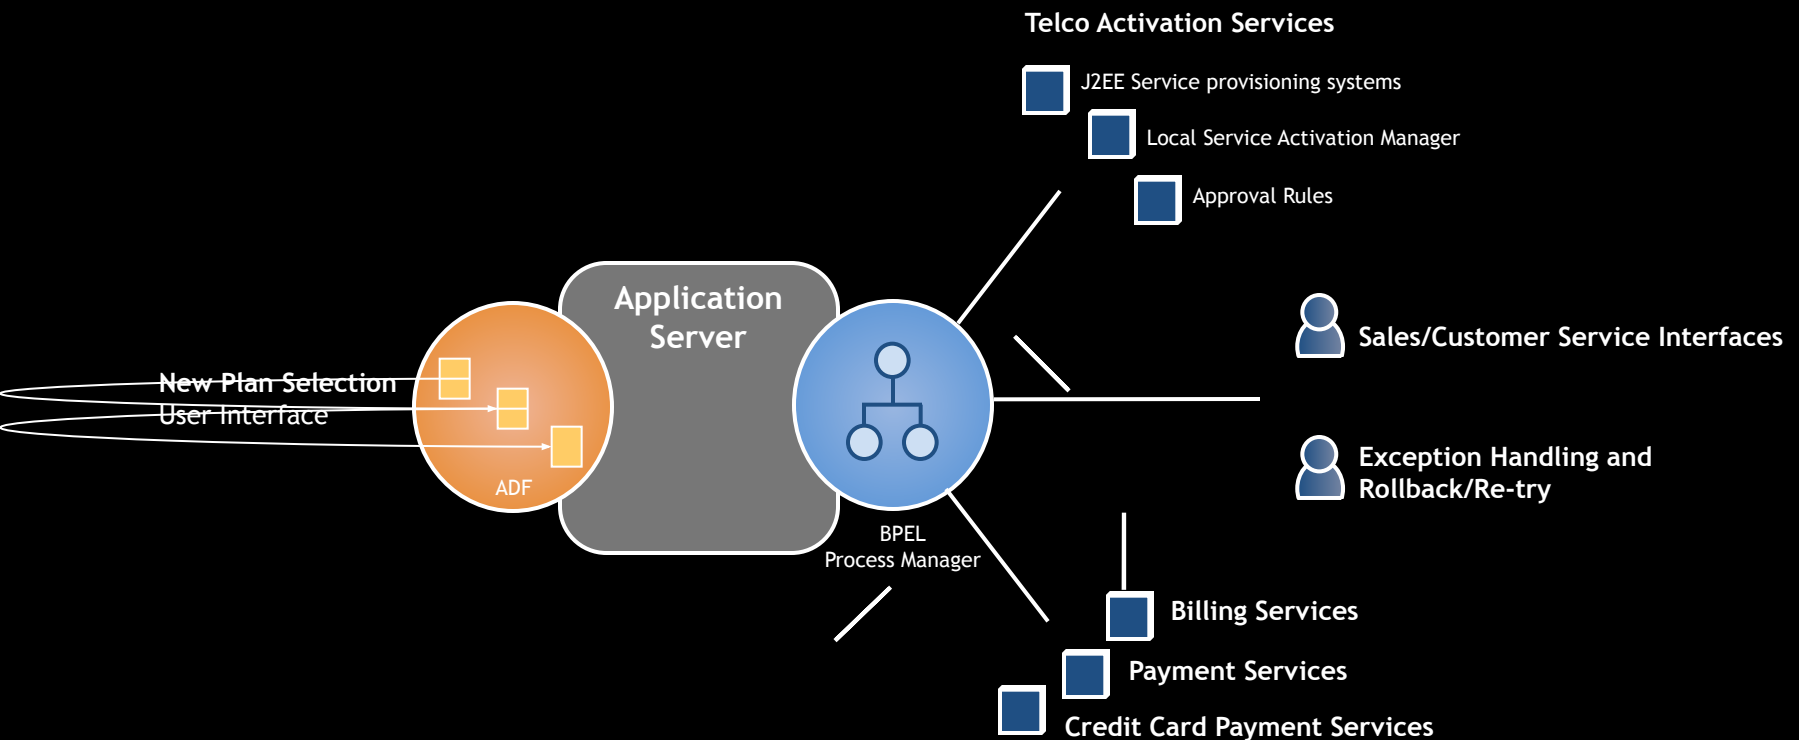 Telco Activation Services
J2EE Service provisioning systems
Local Service Activation Manager
Approval Rules
Application
Server
New Plan Selection
User Interface
ADF
BPEL
Process Manager
Sales/Customer Service Interfaces
Exception Handling and
Rollback/Re-try
Billing Services
Payment Services
Credit Card Payment Services